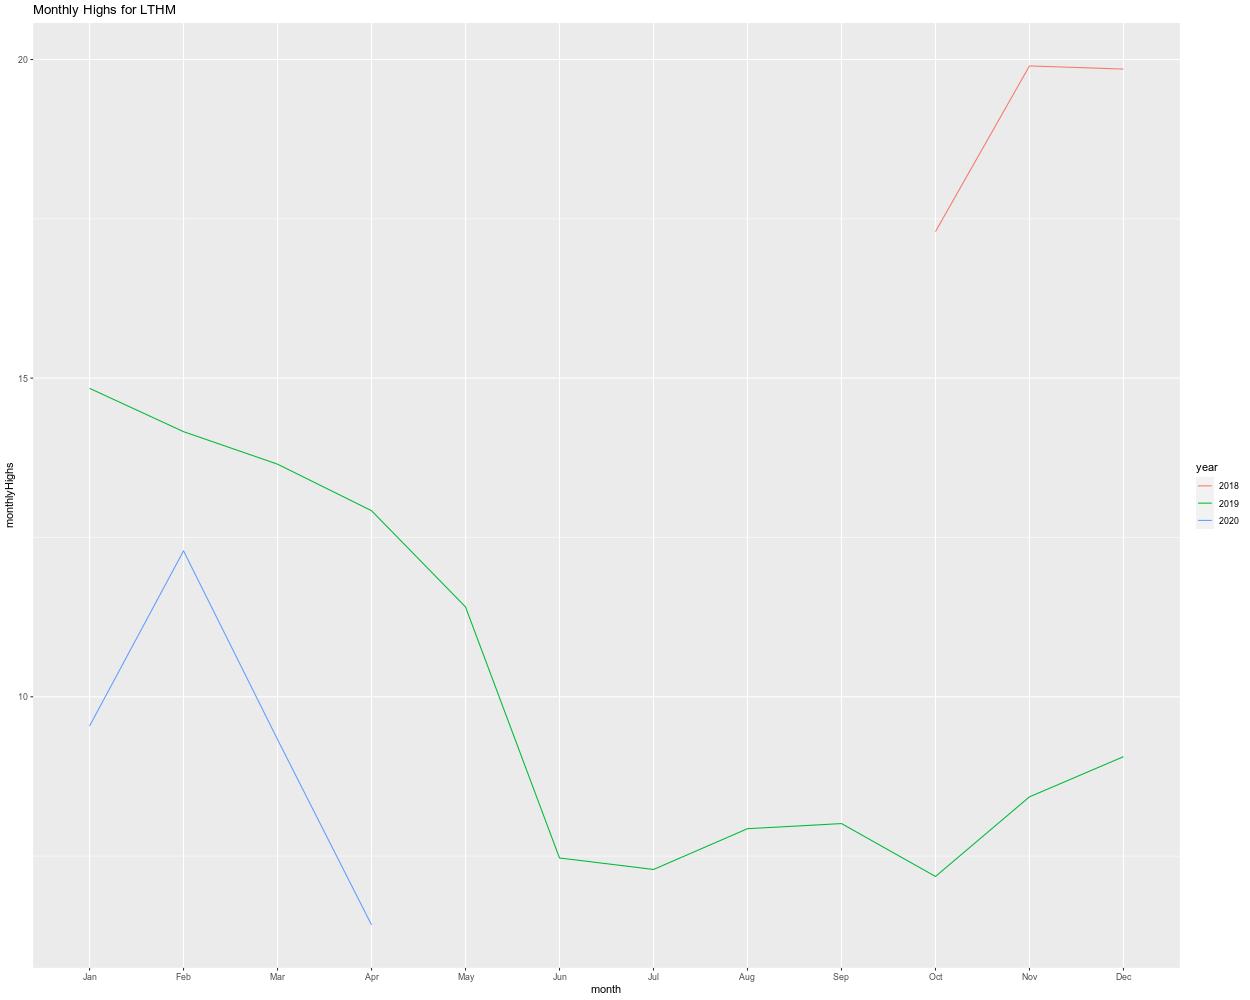 Monthly Highs for LTHM
20
15
10
monthlyHighs
Jan Feb Mar Apr May Jun Jul Aug Sep Oct Nov Dec
month
year
2018
2019
2020